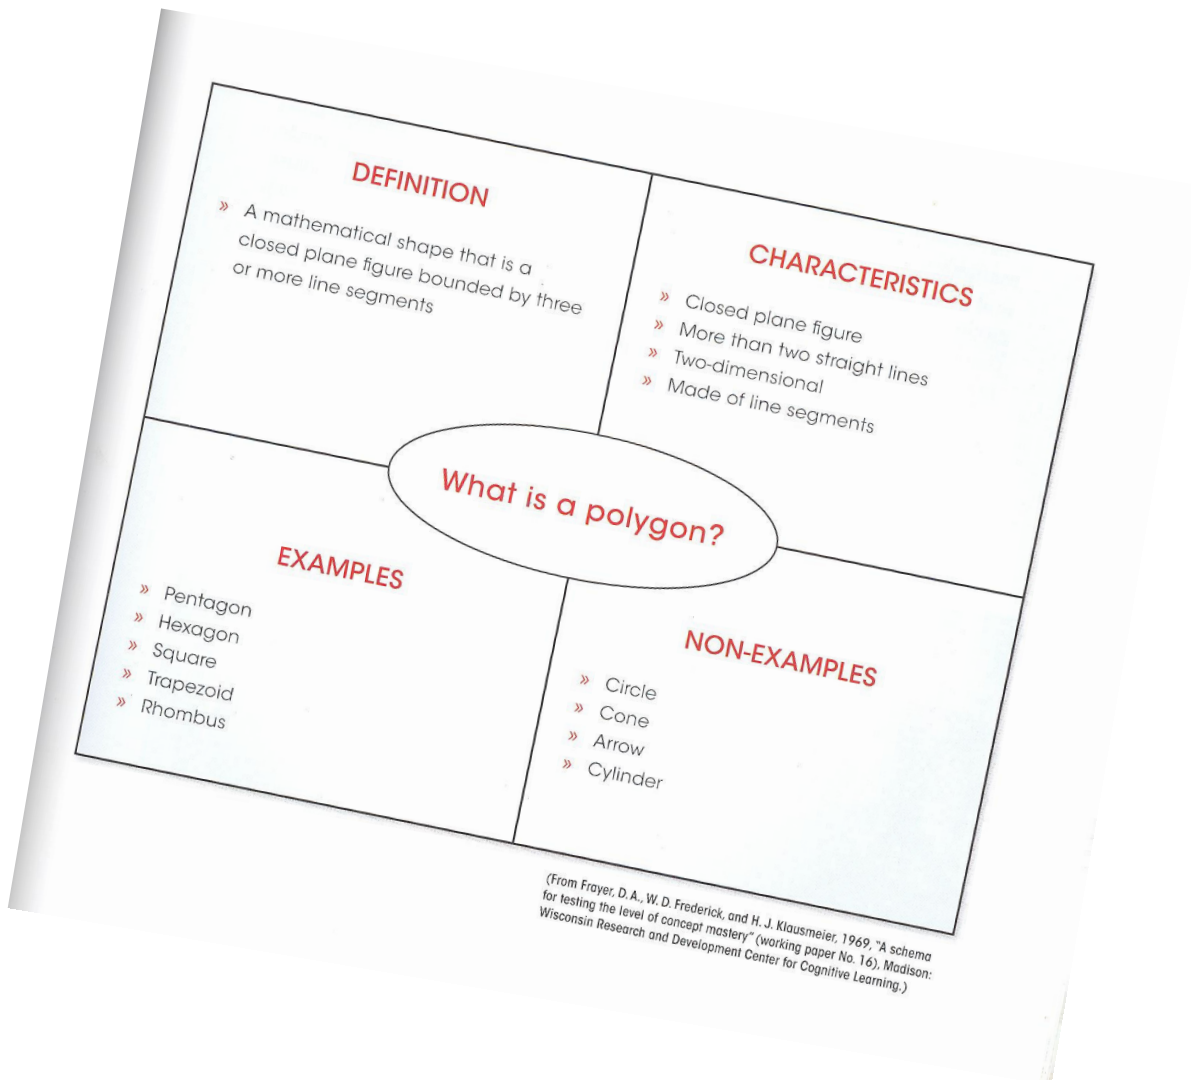 DEFINITION
» A mathematical shape that is a
closed plane figure bounded by three
or more line segments
CHARACTERISTICS
» Closed plane figure
» More than two straight lines
» Two-dimensional
» Made of line segments
What is a polygon?
EXAMPLES
» Pentagon
» Hexagon
» Square
» Trapezoid
» Rhombus
NON-EXAMPLES
» Circle
» Cone
» Arrow
» Cylinder
(From Frayer, D. A., W. D. Frederick, and H. J. Klausmeier, 1969, "A schema
for testing the level of concept mastery" (working paper No. 16), Madison:
Wisconsin Research and Development Center for Cognitive Learning.)